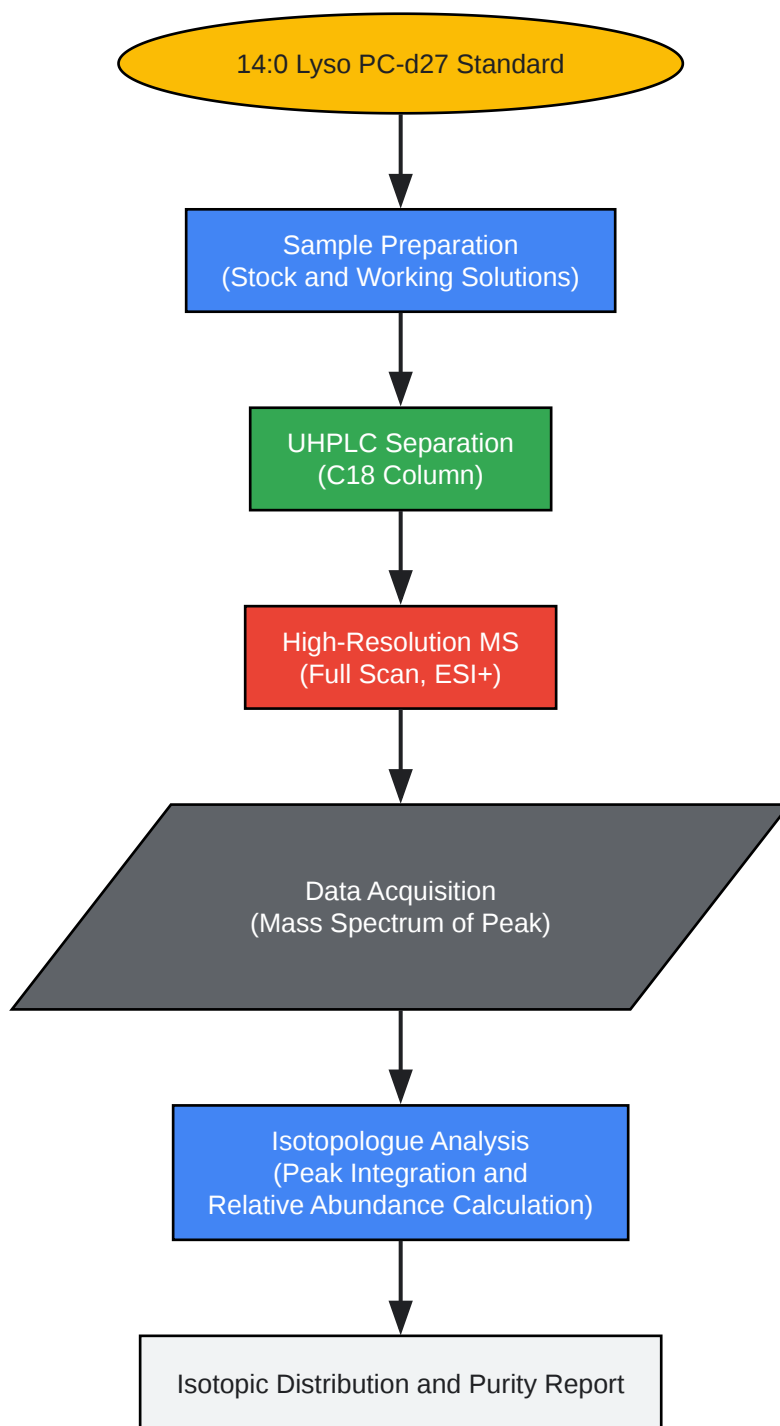 14:0 Lyso PC-d27 Standard
Sample Preparation
(Stock and Working Solutions)
UHPLC Separation
(C18 Column)
High-Resolution MS
(Full Scan, ESI+)
Data Acquisition
(Mass Spectrum of Peak)
Isotopologue Analysis
(Peak Integration and
Relative Abundance Calculation)
Isotopic Distribution and Purity Report